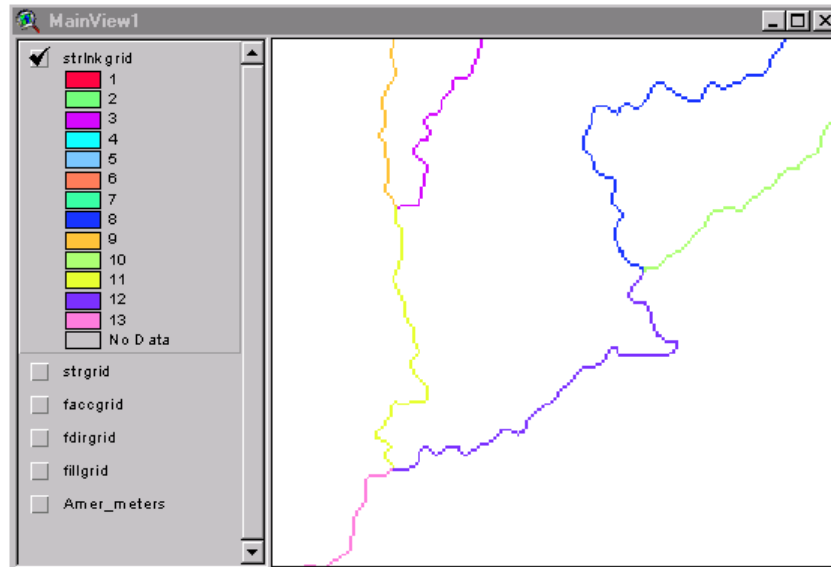 MainView1
strlnkgrid
1
2
3
4
5
6
7
8
9
10
11
12
13
No Data
strgrid
faccgrid
fdirgrid
fillgrid
Amer_meters